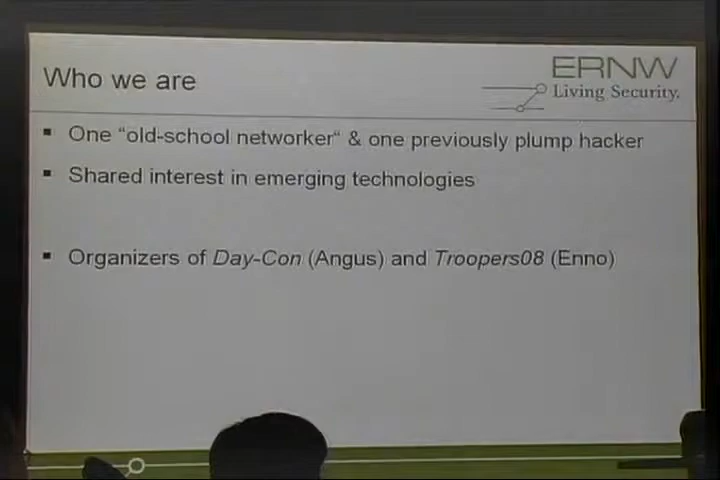 Who we are
ERNW
Living Security.
▪ One “old-school networker“ & one previously plump hacker
▪ Shared interest in emerging technologies
▪ Organizers of Day-Con (Angus) and Troopers08 (Enno)